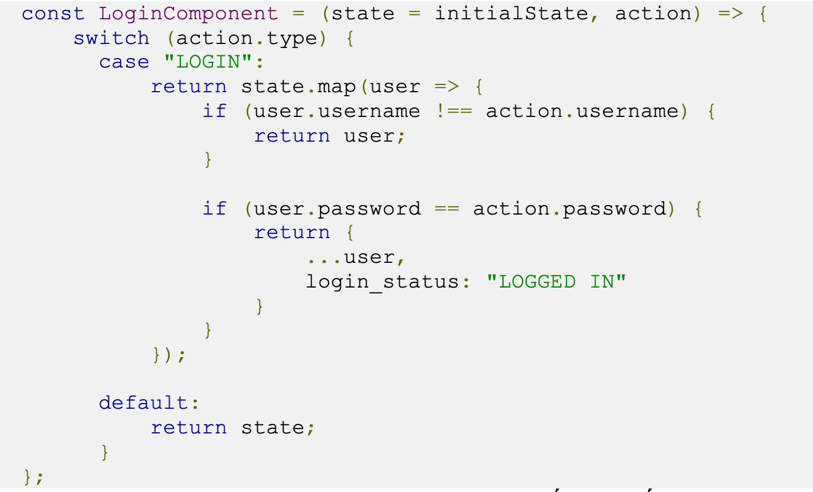 const LoginComponent = (state = initialState, action) => {
    switch (action.type) {
      case "LOGIN":
          return state.map(user => {
              if (user.username !== action.username) {
                  return user;
              }

              if (user.password == action.password) {
                  return {
                      ...user,
                      login_status: "LOGGED IN"
                  }
              }
          });

      default:
          return state;
      }
};